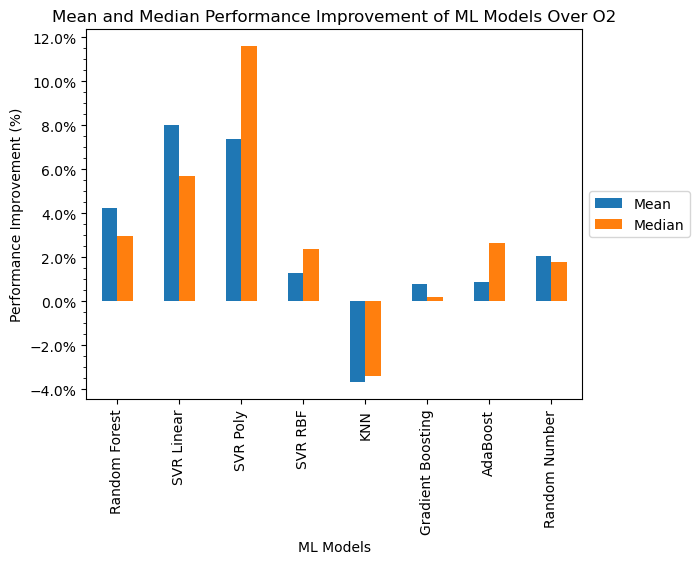 Mean and Median Performance Improvement of ML Models Over O2
12.0%
10.0%
8.0%
6.0%
4.0%
2.0%
0.0%
−2.0%
−4.0%
Performance Improvement (%)
Mean
Median
Random Forest
SVR Linear
SVR Poly
SVR RBF
KNN
Gradient Boosting
AdaBoost
Random Number
ML Models